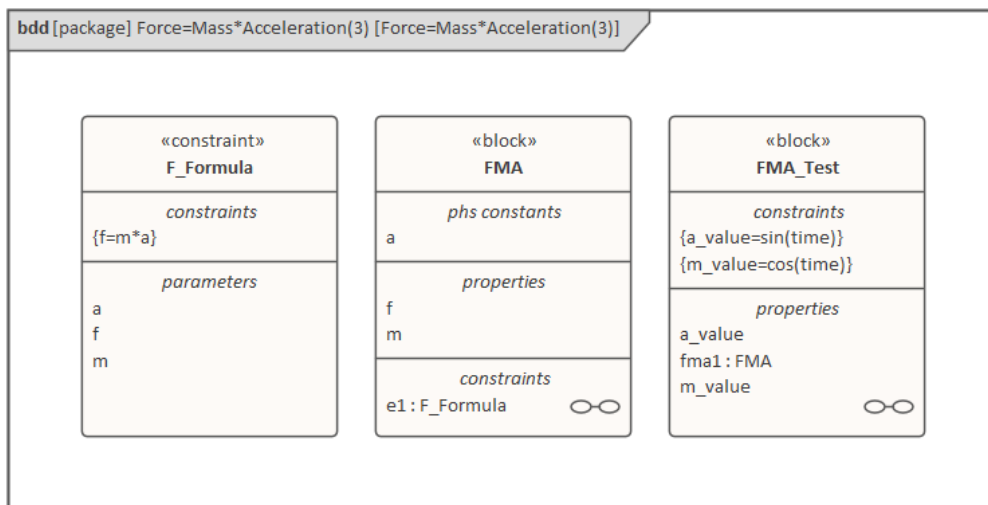 bdd [package] Force=Mass*Acceleration(3) [Force=Mass*Acceleration(3)]
«constraint»
F_Formula
constraints
{f=m*a}
parameters
a
f
m
«block»
FMA
phs constants
a
properties
f
m
constraints
e1 : F_Formula
«block»
FMA_Test
constraints
{a_value=sin(time)}
{m_value=cos(time)}
properties
a_value
fma1 : FMA
m_value